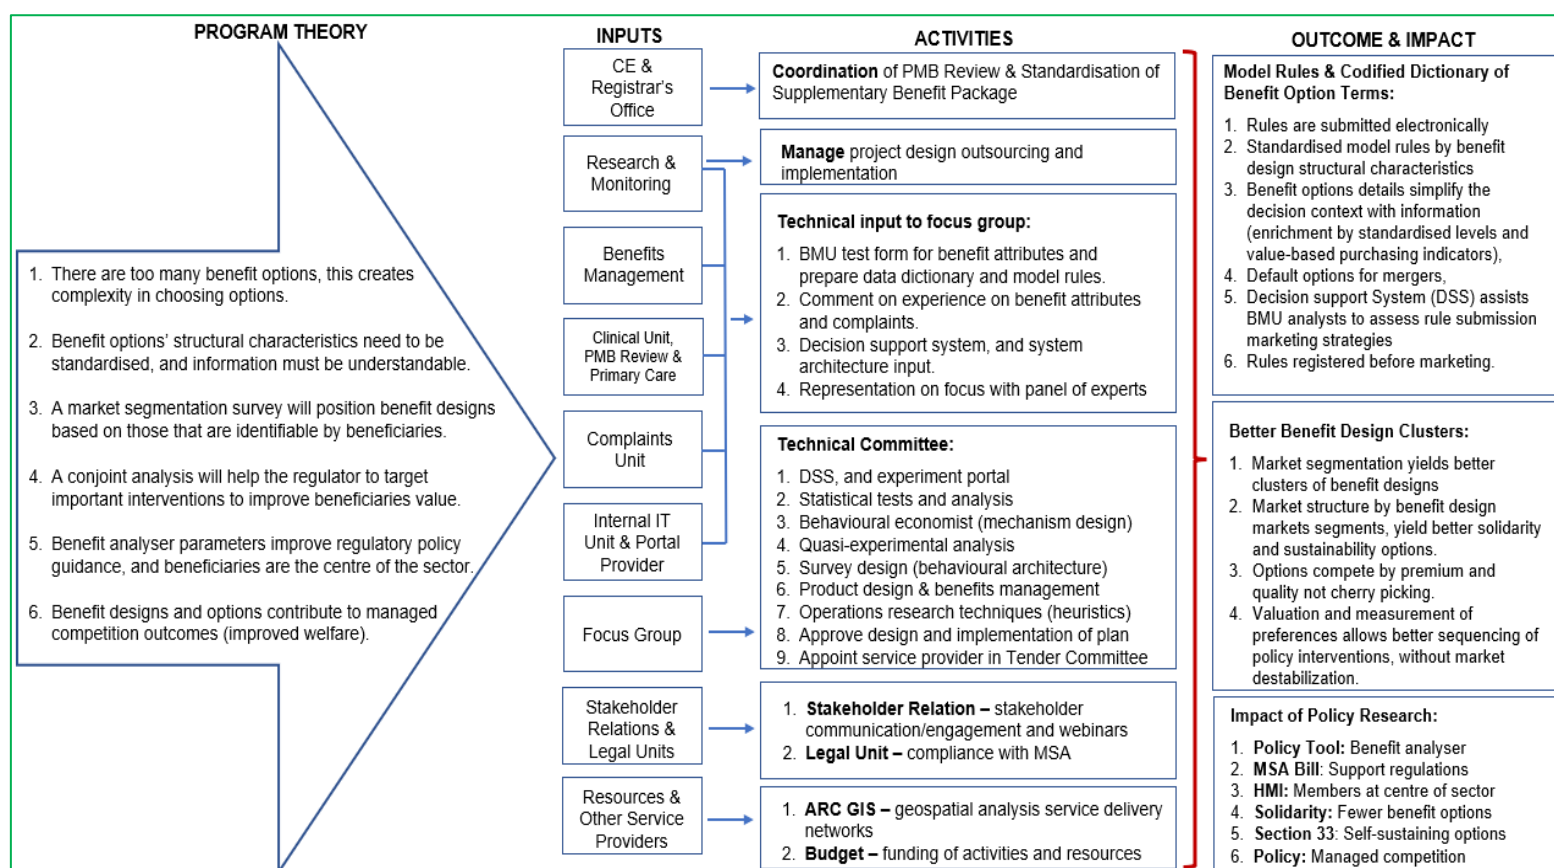 PROGRAM THEORY
1. There are too many benefit options, this creates
complexity in choosing options.
2. Benefit options' structural characteristics need to be
standardised, and information must be understandable.
3. A market segmentation survey will position benefit designs
based on those that are identifiable by beneficiaries.
4. A conjoint analysis will help the regulator to target
important interventions to improve beneficiaries value.
5. Benefit analyser parameters improve regulatory policy
guidance, and beneficiaries are the centre of the sector.
6. Benefit designs and options contribute to managed
competition outcomes (improved welfare).
INPUTS
CE &
Registrar's
Office
Research &
Monitoring
Benefits
Management
Clinical Unit,
PMB Review &
Primary Care
Complaints
Unit
Internal IT
Unit & Portal
Provider
Focus Group
Stakeholder
Relations &
Legal Units
Resources &
Other Service
Providers
ACTIVITIES
Coordination of PMB Review & Standardisation of
Supplementary Benefit Package
Manage project design outsourcing and
implementation
Technical input to focus group:
1. BMU test form for benefit attributes and
prepare data dictionary and model rules.
2. Comment on experience on benefit attributes
and complaints.
3. Decision support system, and system
architecture input.
4. Representation on focus with panel of experts
Technical Committee:
1. DSS, and experiment portal
2. Statistical tests and analysis
3. Behavioural economist (mechanism design)
4. Quasi-experimental analysis
5. Survey design (behavioural architecture)
6. Product design & benefits management
7. Operations research techniques (heuristics)
8. Approve design and implementation of plan
9. Appoint service provider in Tender Committee
1. Stakeholder Relation – stakeholder
communication/engagement and webinars
2. Legal Unit – compliance with MSA
1. ARC GIS – geospatial analysis service delivery
networks
2. Budget – funding of activities and resources
OUTCOME & IMPACT
Model Rules & Codified Dictionary of
Benefit Option Terms:
1. Rules are submitted electronically
2. Standardised model rules by benefit
design structural characteristics
3. Benefit options details simplify the
decision context with information
(enrichment by standardised levels and
value-based purchasing indicators),
4. Default options for mergers,
5. Decision support System (DSS) assists
BMU analysts to assess rule submission
marketing strategies
6. Rules registered before marketing.
Better Benefit Design Clusters:
1. Market segmentation yields better
clusters of benefit designs
2. Market structure by benefit design
markets segments, yield better solidarity
and sustainability options.
3. Options compete by premium and
quality not cherry picking.
4. Valuation and measurement of
preferences allows better sequencing of
policy interventions, without market
destabilization.
Impact of Policy Research:
1. Policy Tool: Benefit analyser
2. MSA Bill: Support regulations
3. HMI: Members at centre of sector
4. Solidarity: Fewer benefit options
5. Section 33: Self-sustaining options
6. Policy: Managed competition